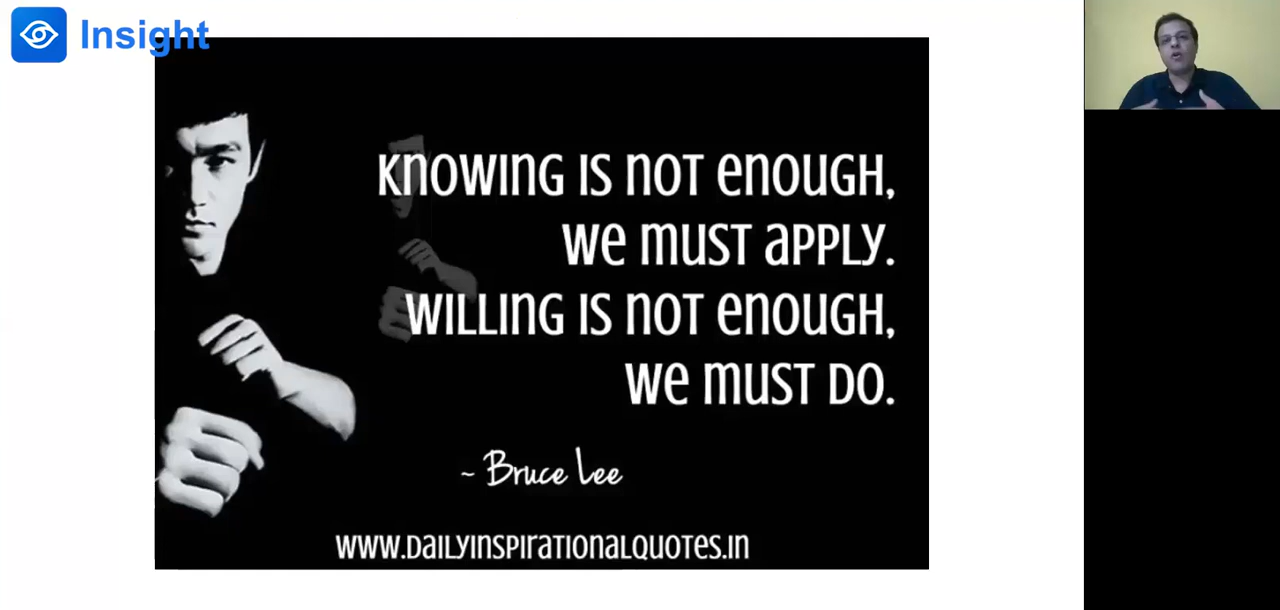 Insight
KNOWING IS NOT ENOUGH,
WE MUST APPLY.
WILLING IS NOT ENOUGH,
WE MUST DO.
~ Bruce Lee
WWW.DAILYINSPIRATIONALQUOTES.IN